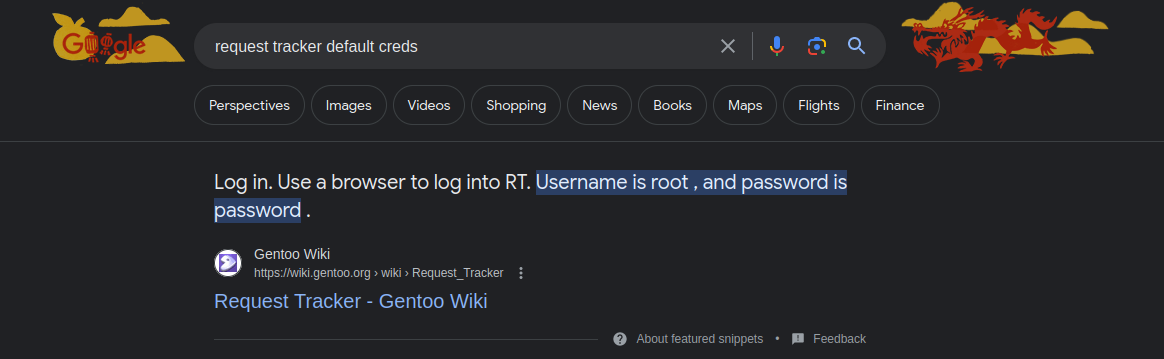 Google
request tracker default creds
Perspectives
Images
Videos
Shopping
News
Books
Maps
Flights
Finance
Log in. Use a browser to log into RT. Username is root , and password is
password .
Gentoo Wiki
https://wiki.gentoo.org › wiki › Request_Tracker
Request Tracker - Gentoo Wiki
About featured snippets • Feedback